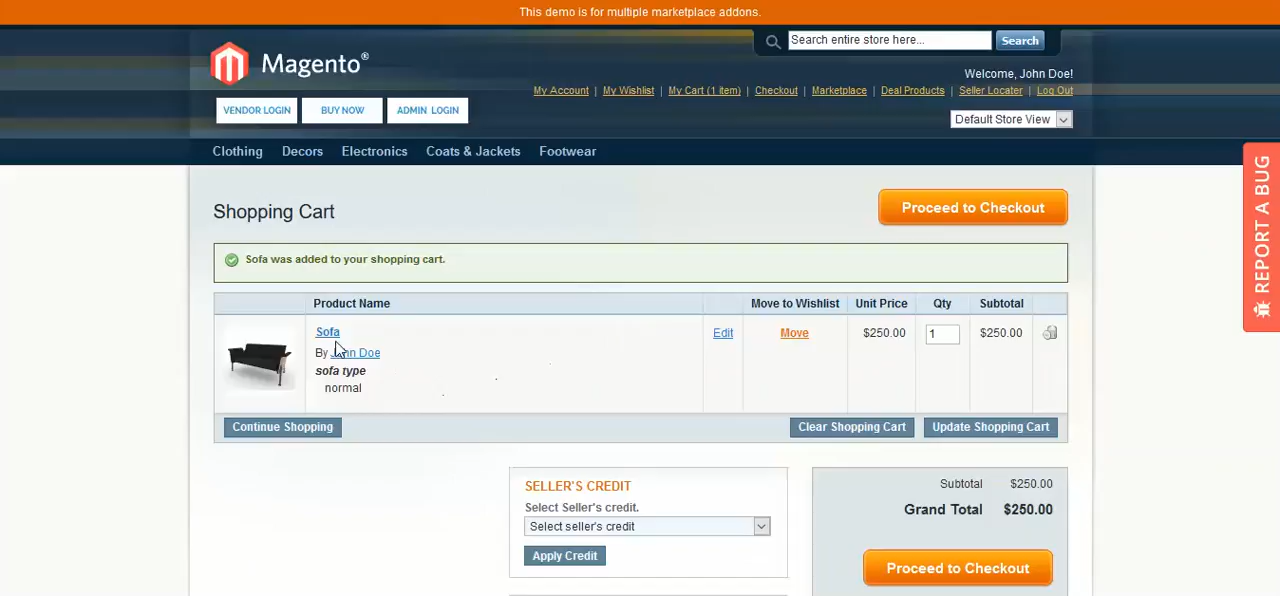 This demo is for multiple marketplace addons.
Search entire store here...
Search
Magento®
Welcome, John Doe!
My Account | My Wishlist | My Cart (1 item) | Checkout | Marketplace | Deal Products | Seller Locater | Log Out
VENDOR LOGIN
BUY NOW
ADMIN LOGIN
Default Store View
Clothing
Decors
Electronics
Coats & Jackets
Footwear
REPORT A BUG
Shopping Cart
Proceed to Checkout
Sofa was added to your shopping cart.
Product Name
Move to Wishlist
Unit Price
Qty
Subtotal
Sofa
Edit
Move
$250.00
1
$250.00
By John Doe
sofa type
normal
Continue Shopping
Clear Shopping Cart
Update Shopping Cart
SELLER'S CREDIT
Select Seller's credit.
Select seller's credit
Apply Credit
Subtotal $250.00
Grand Total $250.00
Proceed to Checkout